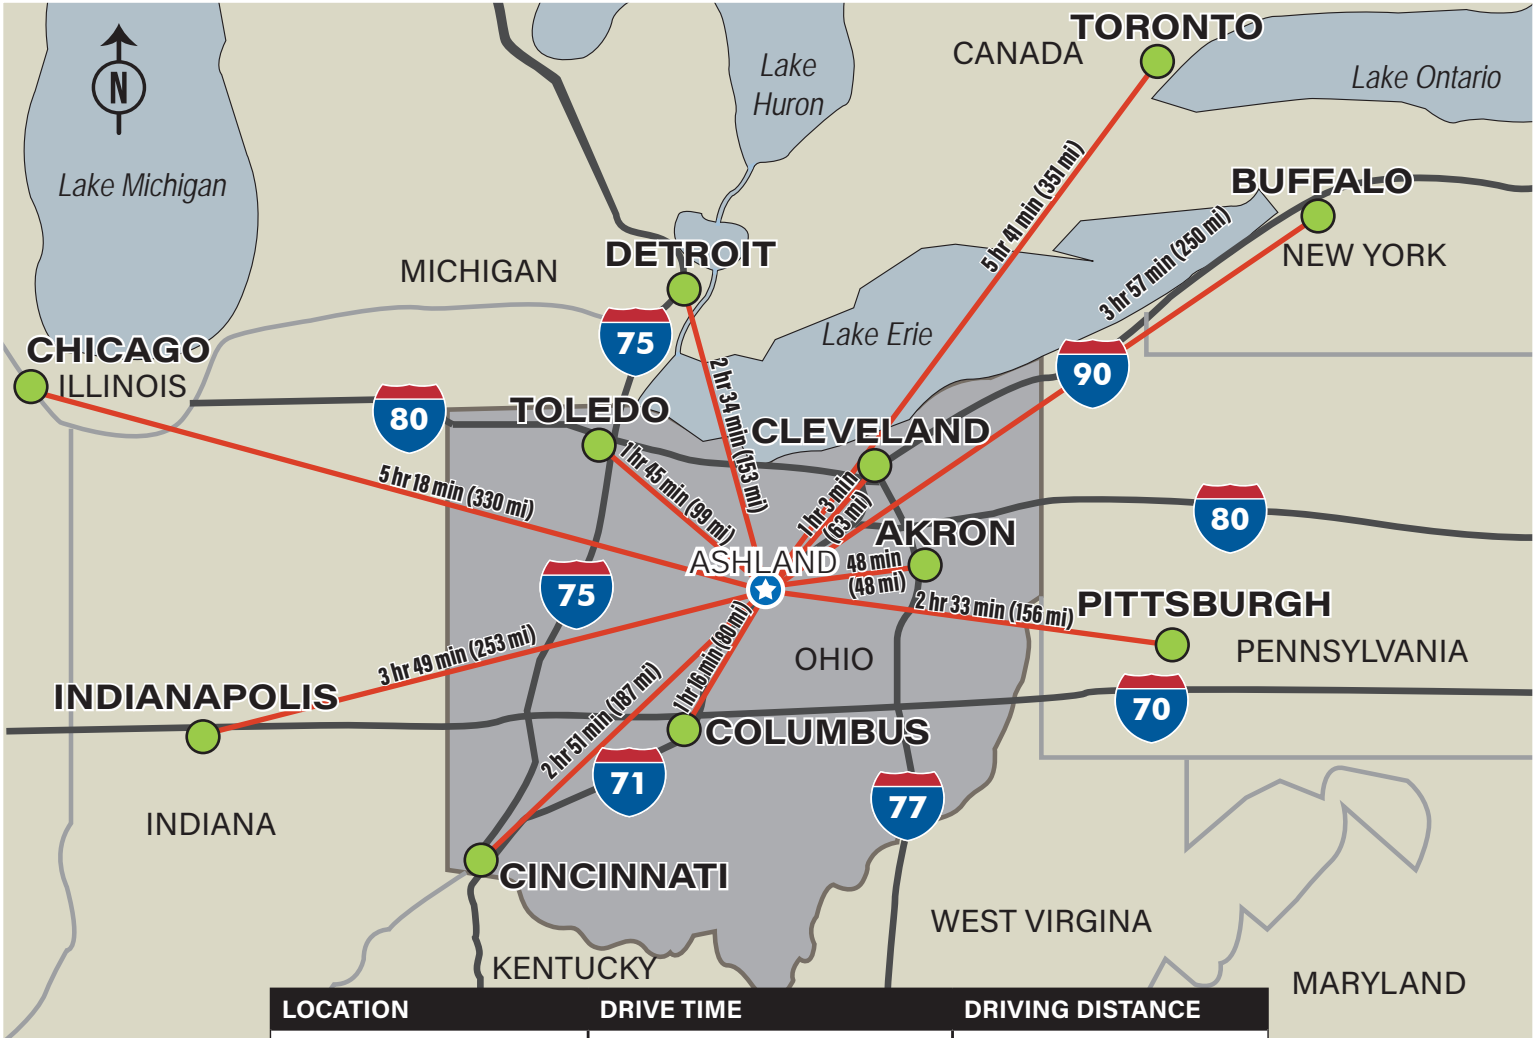 TORONTO
CANADA
Lake
Huron
Lake Ontario
N
Lake Michigan
5 hr 41 min (351 mi)
BUFFALO
3 hr 57 min (250 mi)
NEW YORK
DETROIT
MICHIGAN
75
Lake Erie
CHICAGO
ILLINOIS
90
80
TOLEDO
2 hr 34 min (153 mi)
CLEVELAND
1 hr 45 min (99 mi)
5 hr 18 min (330 mi)
1 hr 3 min
(63 mi)
80
AKRON
ASHLAND
48 min
(48 mi)
75
2 hr 33 min (156 mi)
PITTSBURGH
3 hr 49 min (253 mi)
1 hr 16 min (80 mi)
OHIO
PENNSYLVANIA
INDIANAPOLIS
2 hr 51 min (187 mi)
70
COLUMBUS
71
77
INDIANA
CINCINNATI
WEST VIRGINA
KENTUCKY
MARYLAND
LOCATION DRIVE TIME DRIVING DISTANCE